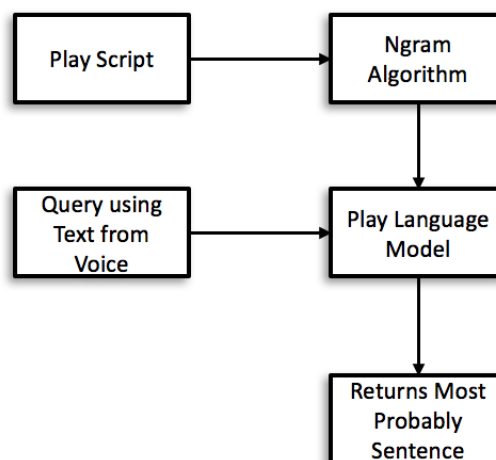 Play Script
Ngram
Algorithm
Query using
Text from
Voice
Play Language
Model
Returns Most
Probably
Sentence